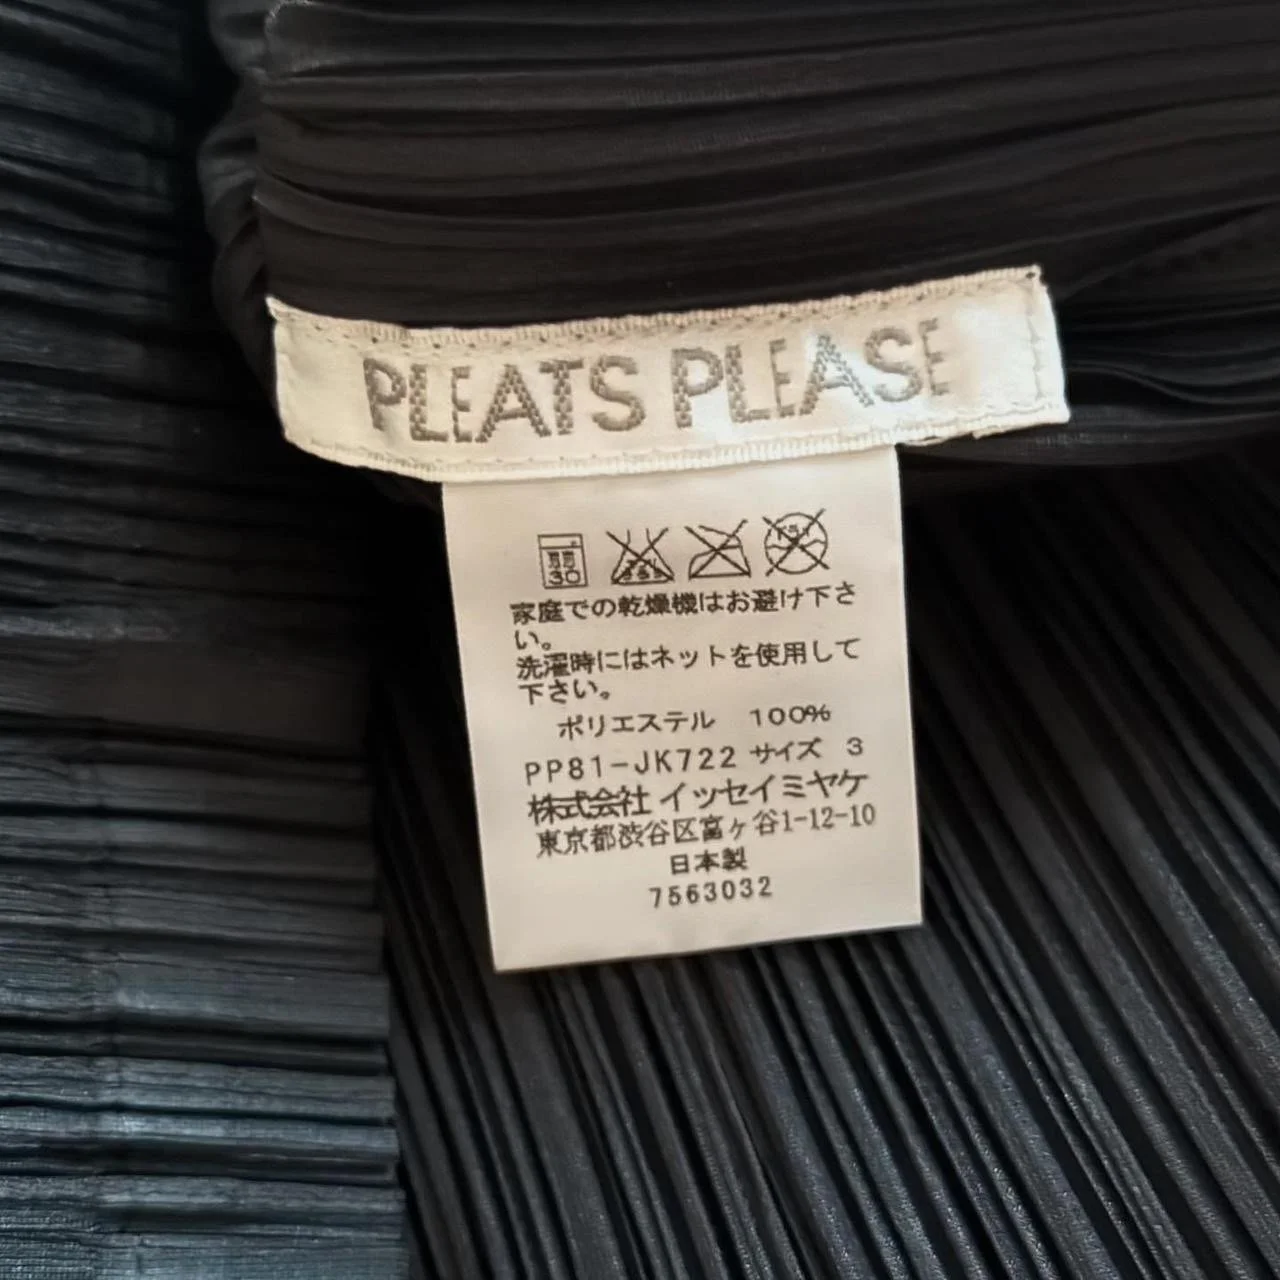 PLEATS PLEASE
弱 30
家庭での乾燥機はお避け下さ
い。
洗濯時にはネットを使用して
下さい。
ポリエステル 100%
PP81-JK722 サイズ 3
株式会社 イッセイミヤケ
東京都渋谷区富ヶ谷1-12-10
日本製
7563032